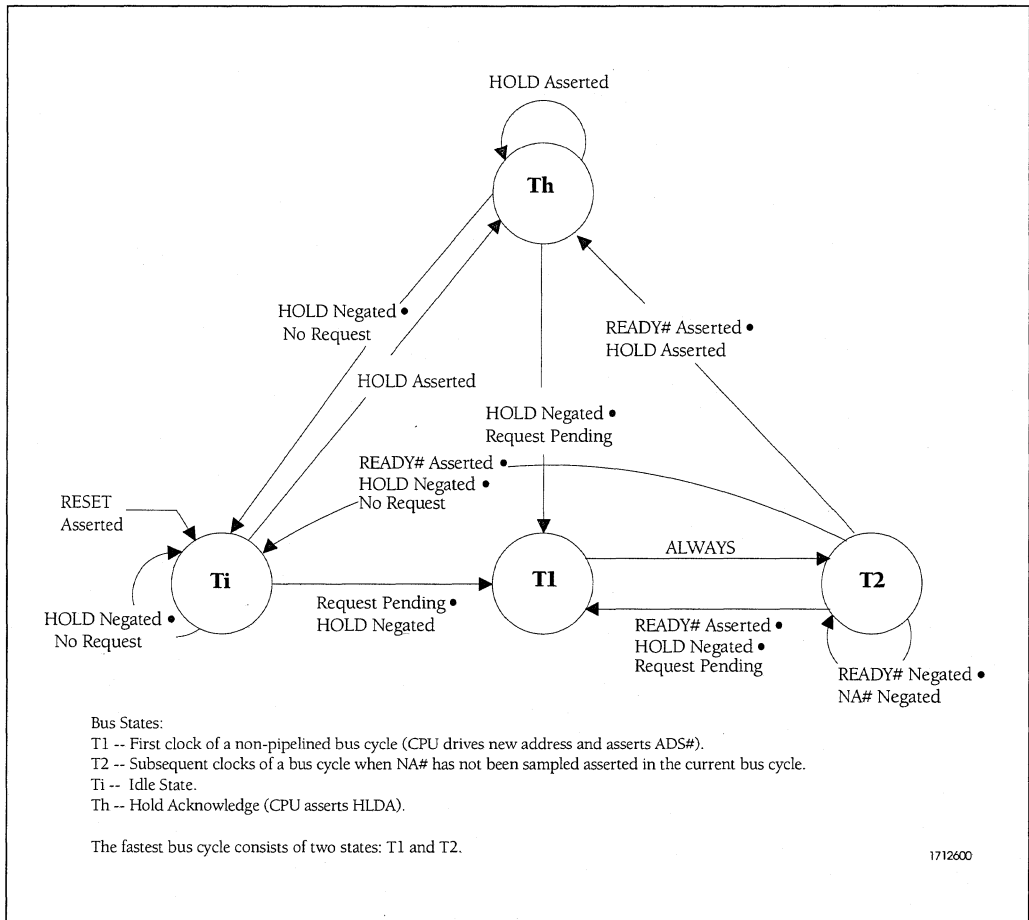 HOLD Asserted
Th
HOLD Negated •
No Request
READY# Asserted •
HOLD Asserted
HOLD Asserted
HOLD Negated •
Request Pending
READY# Asserted •
HOLD Negated •
No Request
RESET
Asserted
Ti
T1
ALWAYS
T2
HOLD Negated •
No Request
Request Pending •
HOLD Negated
READY# Asserted •
HOLD Negated •
Request Pending
READY# Negated •
NA# Negated
Bus States:
T1 -- First clock of a non-pipelined bus cycle (CPU drives new address and asserts ADS#).
T2 -- Subsequent clocks of a bus cycle when NA# has not been sampled asserted in the current bus cycle.
Ti -- Idle State.
Th -- Hold Acknowledge (CPU asserts HLDA).
The fastest bus cycle consists of two states: T1 and T2.
1712600